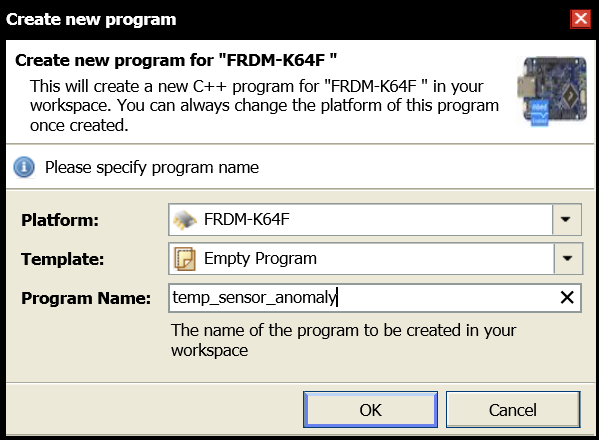 Create new program
Create new program for "FRDM-K64F "
This will create a new C++ program for "FRDM-K64F " in your
workspace. You can always change the platform of this program
once created.
Please specify program name
Platform:
FRDM-K64F
Template:
Empty Program
Program Name:
temp_sensor_anomaly
The name of the program to be created in your
workspace
OK
Cancel